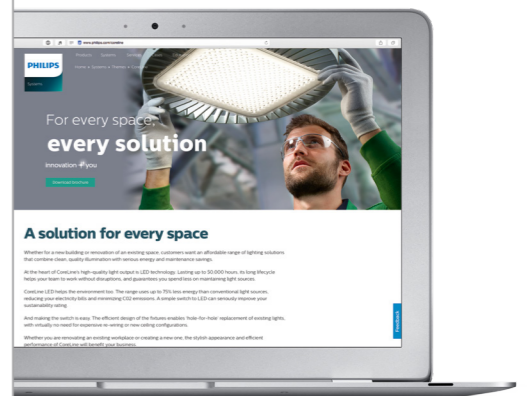 www.philips.com/coreline
Products Systems Services
PHILIPS
Home • Systems • Themes •
Systems
For every space,
every solution
innovation + you
Download brochure
A solution for every space
Whether for a new building or renovation of an existing space, customers want an affordable range of lighting solutions
that combine clean, quality illumination with serious energy and maintenance savings.
At the heart of CoreLine's high-quality light output is LED technology. Lasting up to 50.000 hours, its long lifecycle
helps your team to work without disruptions, and guarantees you spend less on maintaining light sources.
CoreLine LED helps the environment too. The range uses up to 75% less energy than conventional light sources,
reducing your electricity bills and minimizing CO2 emissions. A simple switch to LED can seriously improve your
sustainability rating.
And making the switch is easy. The efficient design of the fixtures enables 'hole-for-hole' replacement of existing lights,
with virtually no need for expensive re-wiring or new ceiling configurations.
Whether you are renovating an existing workplace or creating a new one, the stylish appearance and efficient
performance of CoreLine will benefit your business.
Feedback